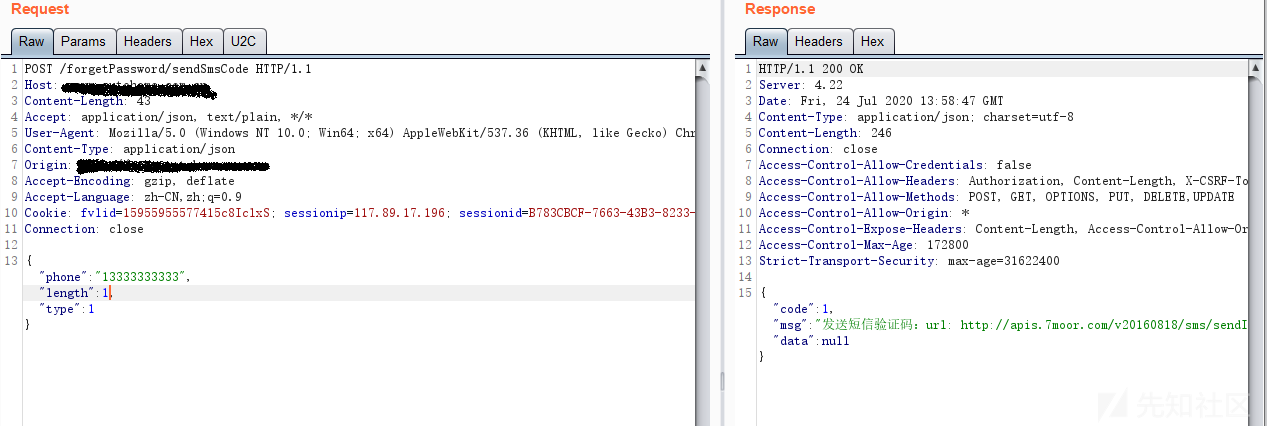 Request
Raw Params Headers Hex U2C
1 POST /forgetPassword/sendSmsCode HTTP/1.1
2 Host:
3 Content-Length: 43
4 Accept: application/json, text/plain, */*
5 User-Agent: Mozilla/5.0 (Windows NT 10.0; Win64; x64) AppleWebKit/537.36 (KHTML, like Gecko) Chr
6 Content-Type: application/json
7 Origin:
8 Accept-Encoding: gzip, deflate
9 Accept-Language: zh-CN,zh;q=0.9
10 Cookie: fvlid=15955955577415c8IclxS; sessionip=117.89.17.196; sessionid=B783CBCF-7663-43B3-8233-
11 Connection: close
12
13 {
"phone":"13333333333",
"length":1,
"type":1
}
Response
Raw Headers Hex
1 HTTP/1.1 200 OK
2 Server: 4.22
3 Date: Fri, 24 Jul 2020 13:58:47 GMT
4 Content-Type: application/json; charset=utf-8
5 Content-Length: 246
6 Connection: close
7 Access-Control-Allow-Credentials: false
8 Access-Control-Allow-Headers: Authorization, Content-Length, X-CSRF-To
9 Access-Control-Allow-Methods: POST, GET, OPTIONS, PUT, DELETE,UPDATE
10 Access-Control-Allow-Origin: *
11 Access-Control-Expose-Headers: Content-Length, Access-Control-Allow-Or
12 Access-Control-Max-Age: 172800
13 Strict-Transport-Security: max-age=31622400
14
15 {
"code":1,
"msg":"发送短信验证码：url: http://apis.7moor.com/v20160818/sms/sendI
"data":null
}
先知社区